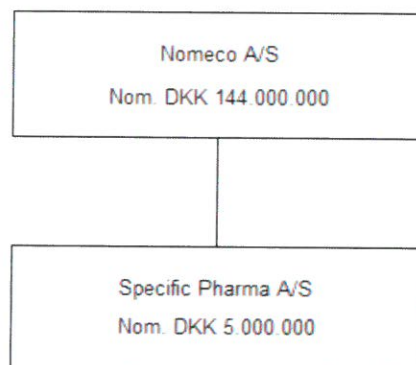 Nomeco A/S
Nom. DKK 144.000.000
Specific Pharma A/S
Nom. DKK 5.000.000